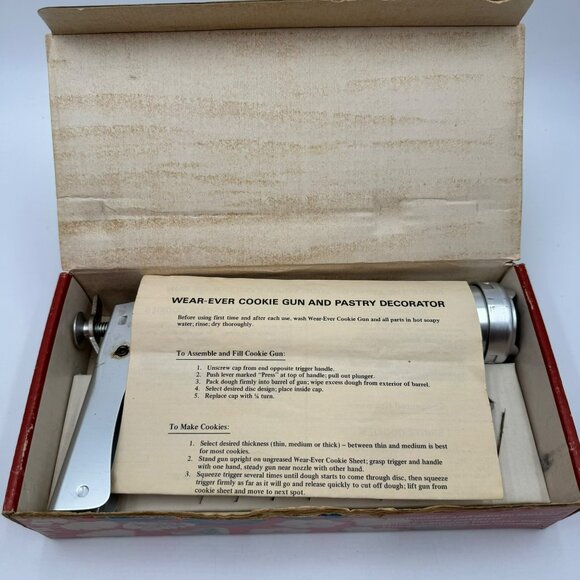 WEAR-EVER COOKIE GUN AND PASTRY DECORATOR
Before using first time and after each use, wash Wear-Ever Cookie Gun and all parts in hot soapy
water; rinse; dry thoroughly.
To Assemble and Fill Cookie Gun:
1. Unscrew cap from end opposite trigger handle.
2. Push lever marked "Press" at top of handle; pull out plunger.
3. Pack dough firmly into barrel of gun; wipe excess dough from exterior of barrel.
4. Select desired disc design; place inside cap.
5. Replace cap with ¼ turn.
To Make Cookies:
1. Select desired thickness (thin, medium or thick) – between thin and medium is best
for most cookies.
2. Stand gun upright on ungreased Wear-Ever Cookie Sheet; grasp trigger and handle
with one hand, steady gun near nozzle with other hand.
3. Squeeze trigger several times until dough starts to come through disc, then squeeze
trigger firmly as far as it will go and release quickly to cut off dough; lift gun from
cookie sheet and move to next spot.